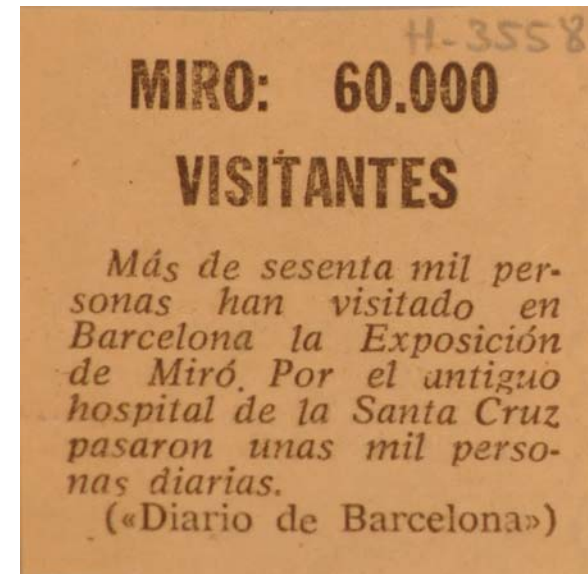 H-3558
MIRO: 60.000
VISITANTES
Más de sesenta mil per-
sonas han visitado en
Barcelona la Exposición
de Miró. Por el antiguo
hospital de la Santa Cruz
pasaron unas mil perso-
nas diarias.
(«Diario de Barcelona»)